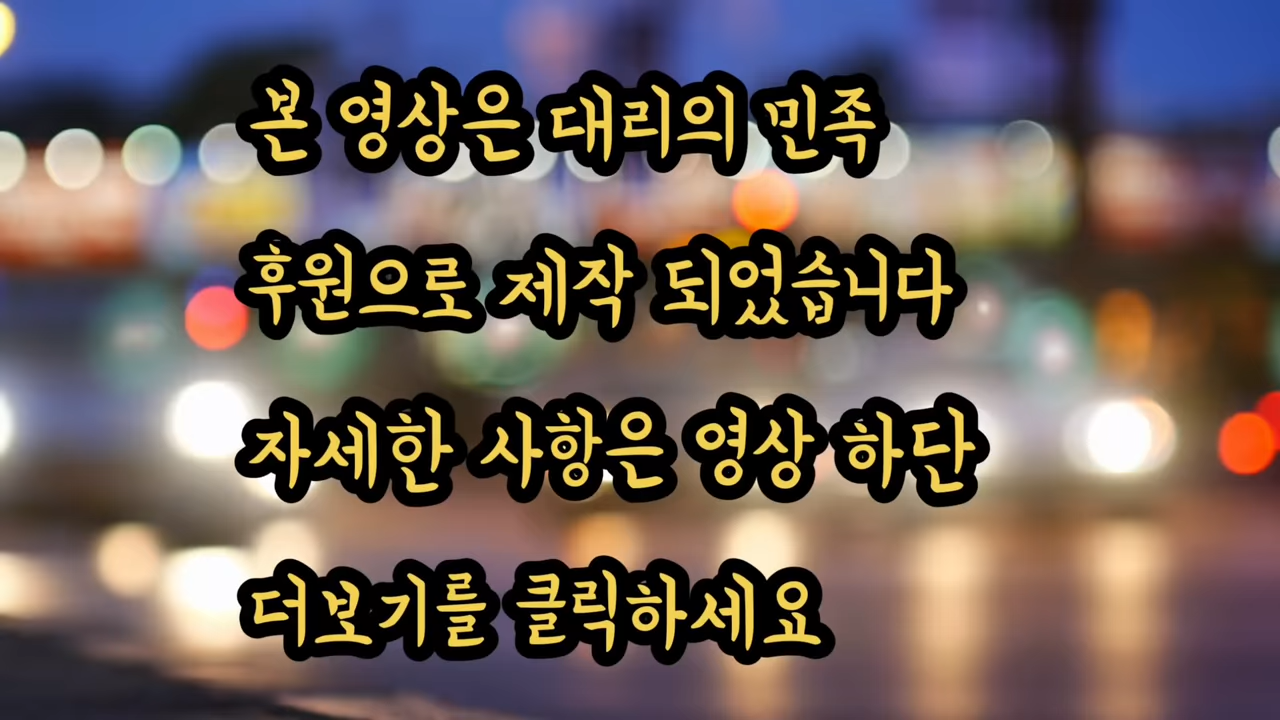 본 영상은 대리의 민족
후원으로 제작 되었습니다
자세한 사항은 영상 하단
더보기를 클릭하세요